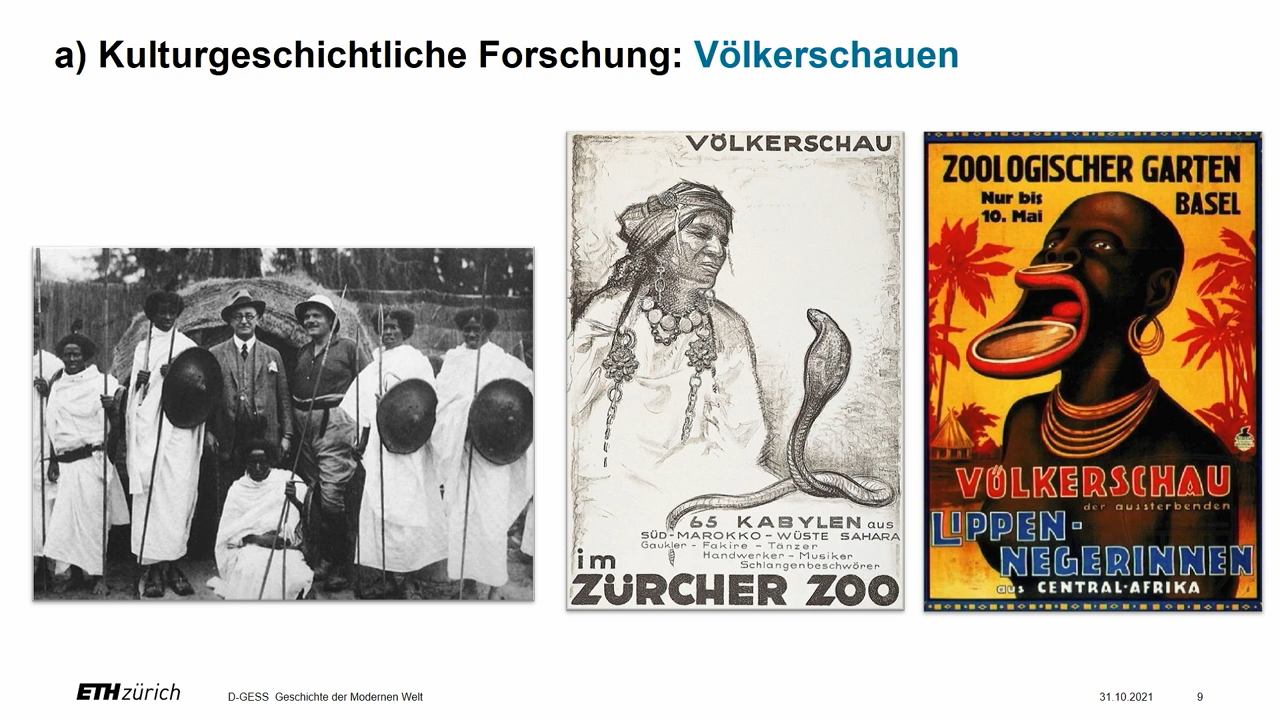 a) Kulturgeschichtliche Forschung: Völkerschauen
VÖLKERSCHAU
65 KABYLEN aus
SÜD-MAROKKO - WÜSTE SAHARA
Gaukler - Fakire - Tänzer
Handwerker - Musiker
Schlangenbeschwörer
im
ZÜRCHER ZOO
ZOOLOGISCHER GARTEN
Nur bis
10. Mai
BASEL
VÖLKERSCHAU
der aussterbenden
LIPPEN-
NEGERINNEN
aus CENTRAL-AFRIKA
ETH zürich
D-GESS Geschichte der Modernen Welt
31.10.2021
9